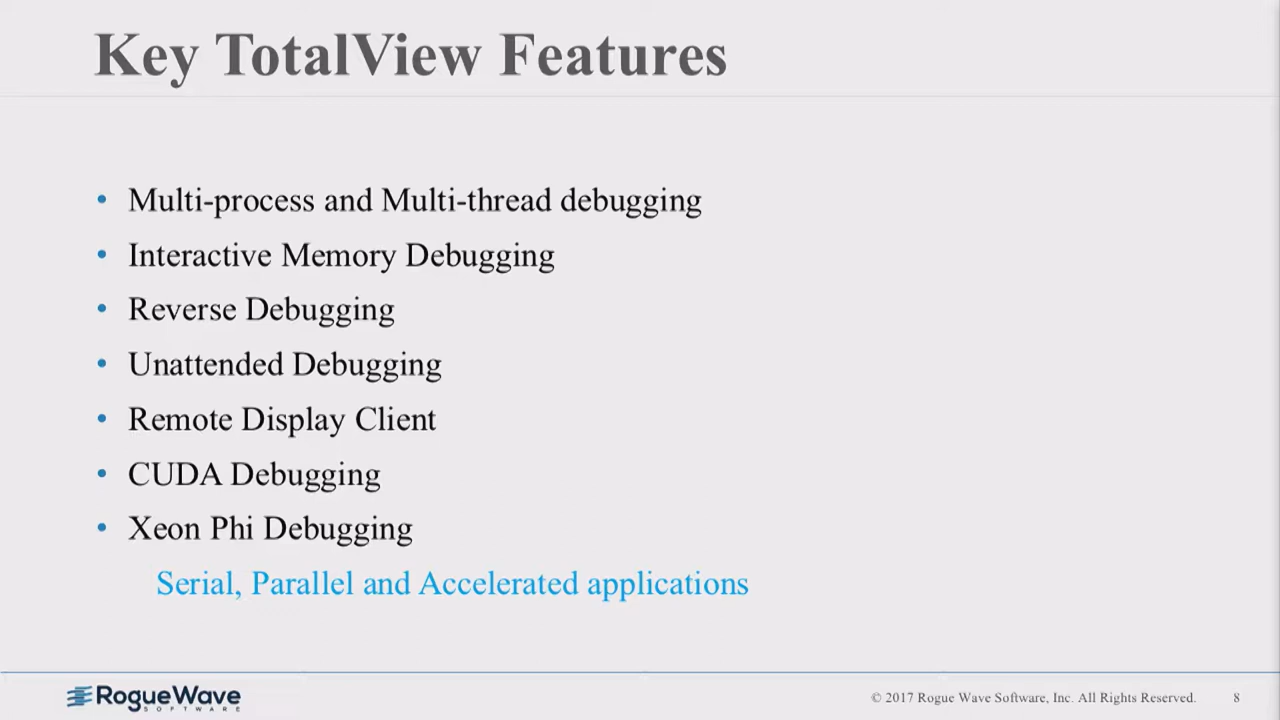 Key TotalView Features
• Multi-process and Multi-thread debugging
• Interactive Memory Debugging
• Reverse Debugging
• Unattended Debugging
• Remote Display Client
• CUDA Debugging
• Xeon Phi Debugging
Serial, Parallel and Accelerated applications
RogueWave
SOFTWARE
© 2017 Rogue Wave Software, Inc. All Rights Reserved. 8